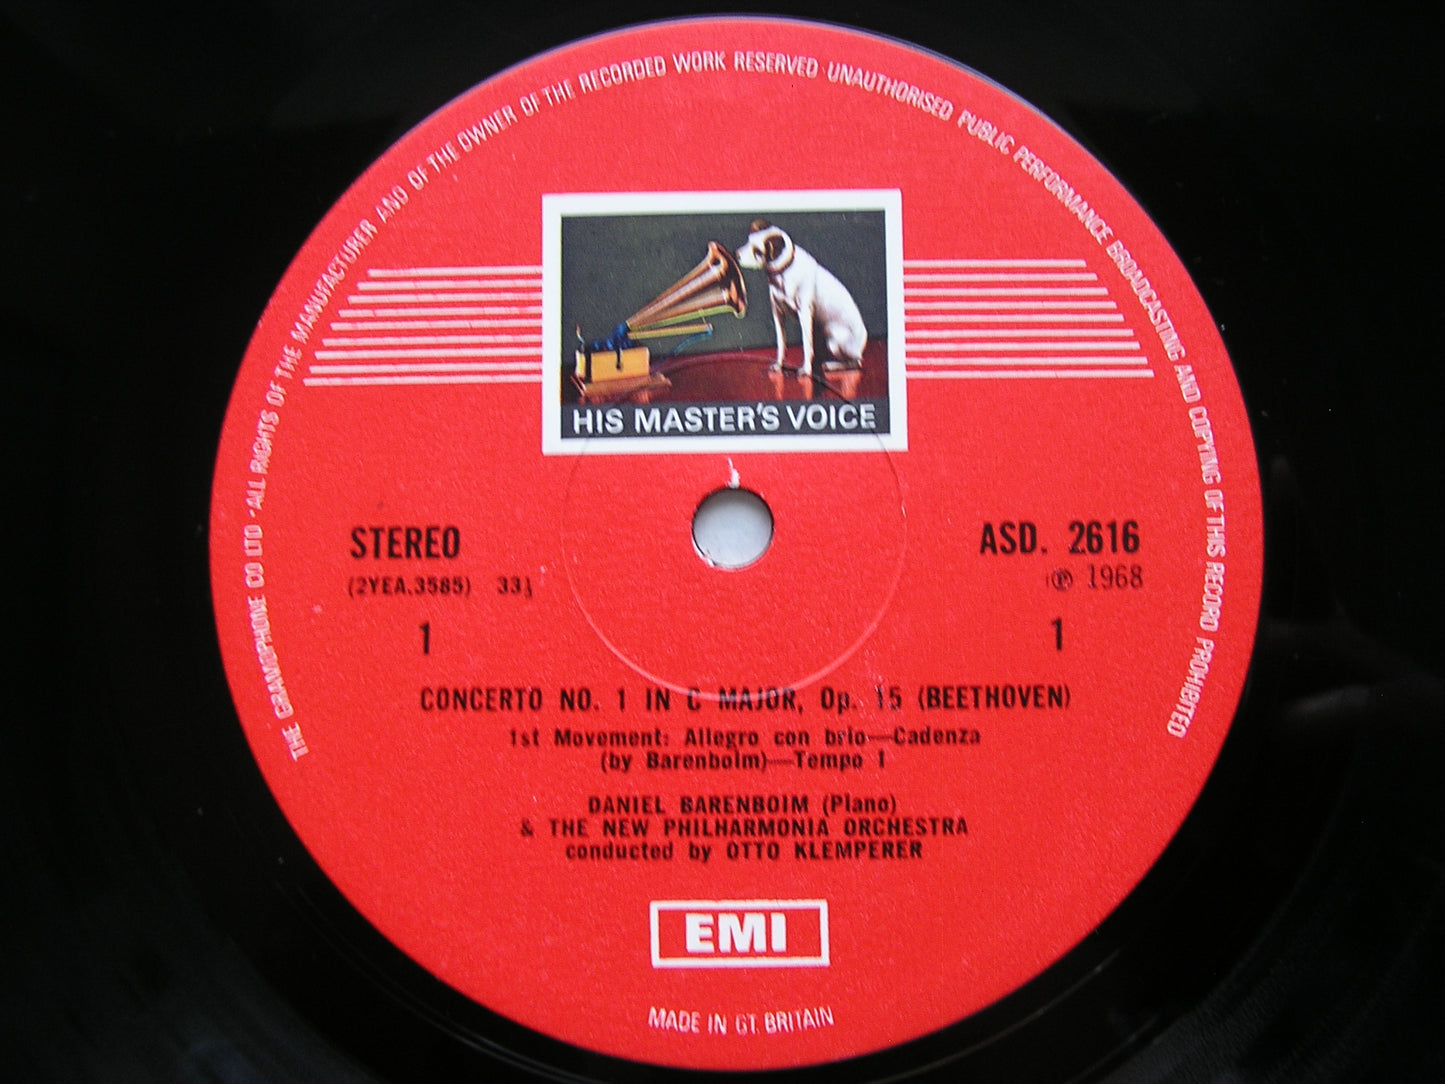 THE GRAMOPHONE CO LTD · ALL RIGHTS OF THE MANUFACTURER AND OF THE OWNER OF THE RECORDED WORK RESERVED · UNAUTHORISED PUBLIC PERFORMANCE BROADCASTING AND COPYING OF THIS RECORD PROHIBITED
HIS MASTER'S VOICE
STEREO ASD. 2616
(2YEA.3585) 33⅓ ℗ 1968
1 1
CONCERTO NO. 1 IN C MAJOR, Op. 15 (BEETHOVEN)
1st Movement: Allegro con brio—Cadenza
(by Barenboim)—Tempo 1
DANIEL BARENBOIM (Piano)
& THE NEW PHILHARMONIA ORCHESTRA
conducted by OTTO KLEMPERER
EMI
MADE IN GT. BRITAIN